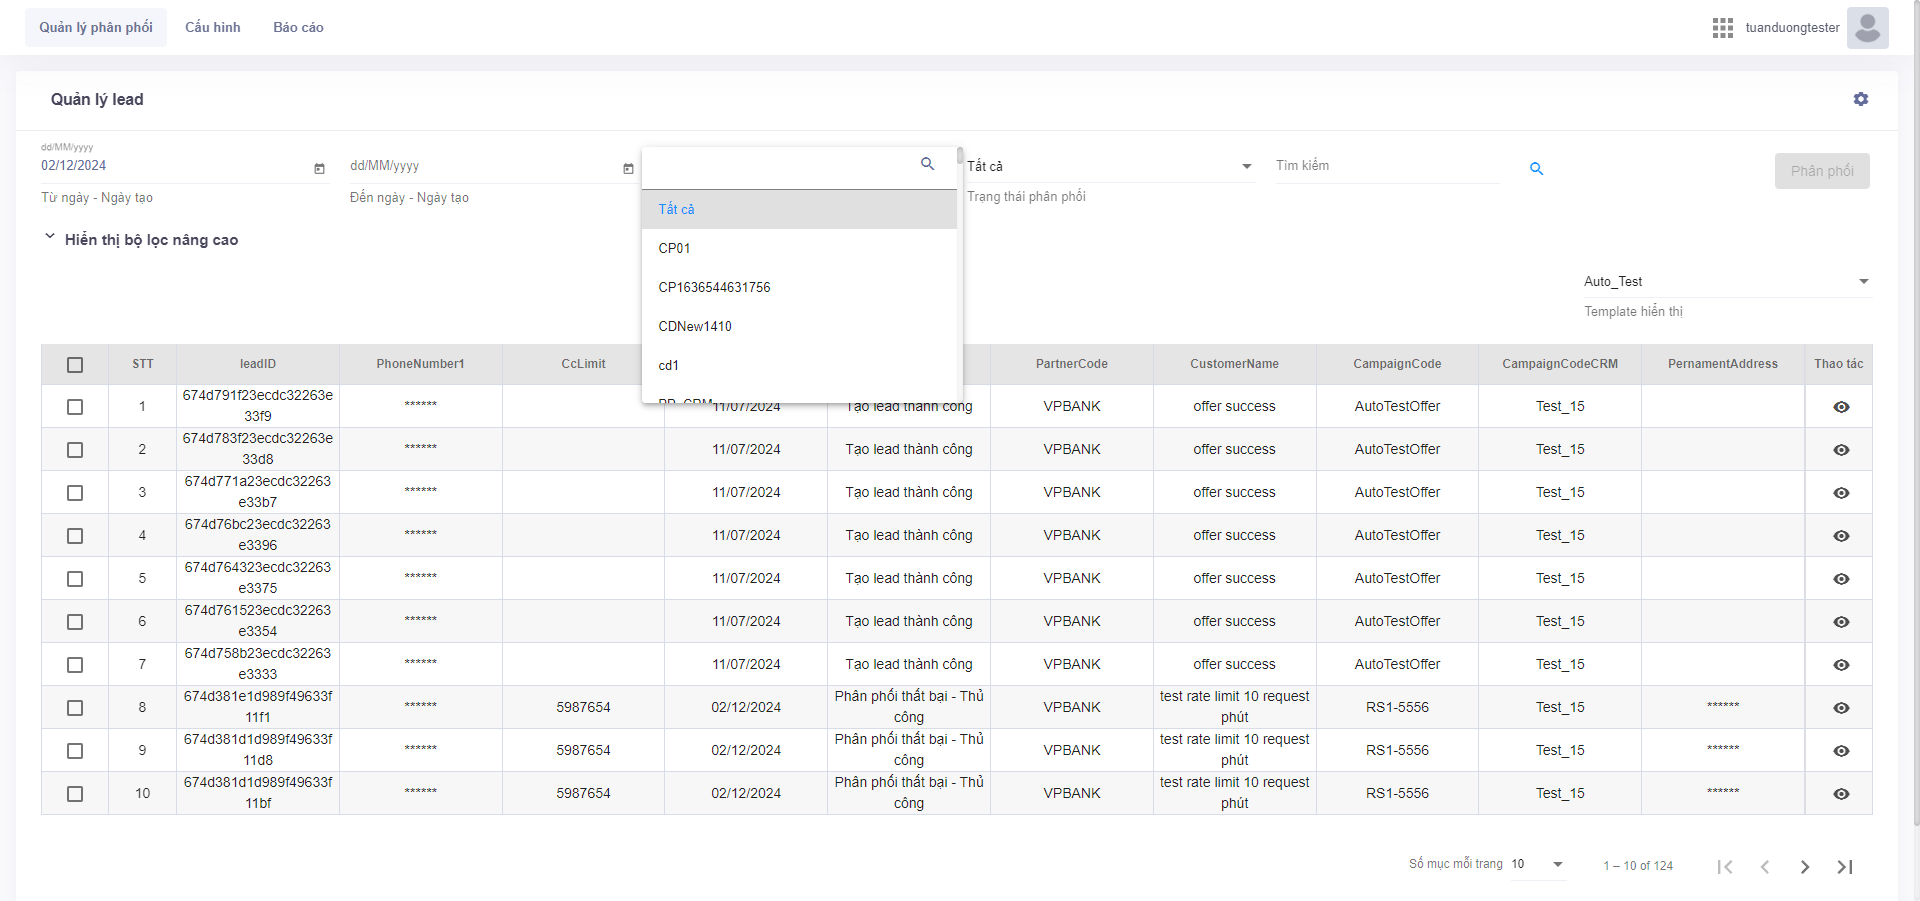 Quản lý phân phối Cấu hình Báo cáo tuanduongtester
Quản lý lead
dd/MM/yyyy
02/12/2024 dd/MM/yyyy Tất cả Tìm kiếm Phân phối
Từ ngày - Ngày tạo Đến ngày - Ngày tạo Trạng thái phân phối
Tất cả
CP01
CP1636544631756
CDNew1410
cd1
Hiển thị bộ lọc nâng cao
Auto_Test
Template hiển thị
STT leadID PhoneNumber1 CcLimit PartnerCode CustomerName CampaignCode CampaignCodeCRM PernamentAddress Thao tác
1 674d791f23ecdc32263e33f9 ****** 11/07/2024 Tạo lead thành công VPBANK offer success AutoTestOffer Test_15
2 674d783f23ecdc32263e33d8 ****** 11/07/2024 Tạo lead thành công VPBANK offer success AutoTestOffer Test_15
3 674d771a23ecdc32263e33b7 ****** 11/07/2024 Tạo lead thành công VPBANK offer success AutoTestOffer Test_15
4 674d76bc23ecdc32263e3396 ****** 11/07/2024 Tạo lead thành công VPBANK offer success AutoTestOffer Test_15
5 674d764323ecdc32263e3375 ****** 11/07/2024 Tạo lead thành công VPBANK offer success AutoTestOffer Test_15
6 674d761523ecdc32263e3354 ****** 11/07/2024 Tạo lead thành công VPBANK offer success AutoTestOffer Test_15
7 674d758b23ecdc32263e3333 ****** 11/07/2024 Tạo lead thành công VPBANK offer success AutoTestOffer Test_15
8 674d381e1d989f49633f11f1 ****** 5987654 02/12/2024 Phân phối thất bại - Thủ công VPBANK test rate limit 10 request phút RS1-5556 Test_15 ******
9 674d381d1d989f49633f11d8 ****** 5987654 02/12/2024 Phân phối thất bại - Thủ công VPBANK test rate limit 10 request phút RS1-5556 Test_15 ******
10 674d381d1d989f49633f11bf ****** 5987654 02/12/2024 Phân phối thất bại - Thủ công VPBANK test rate limit 10 request phút RS1-5556 Test_15 ******
Số mục mỗi trang 10 1 – 10 of 124